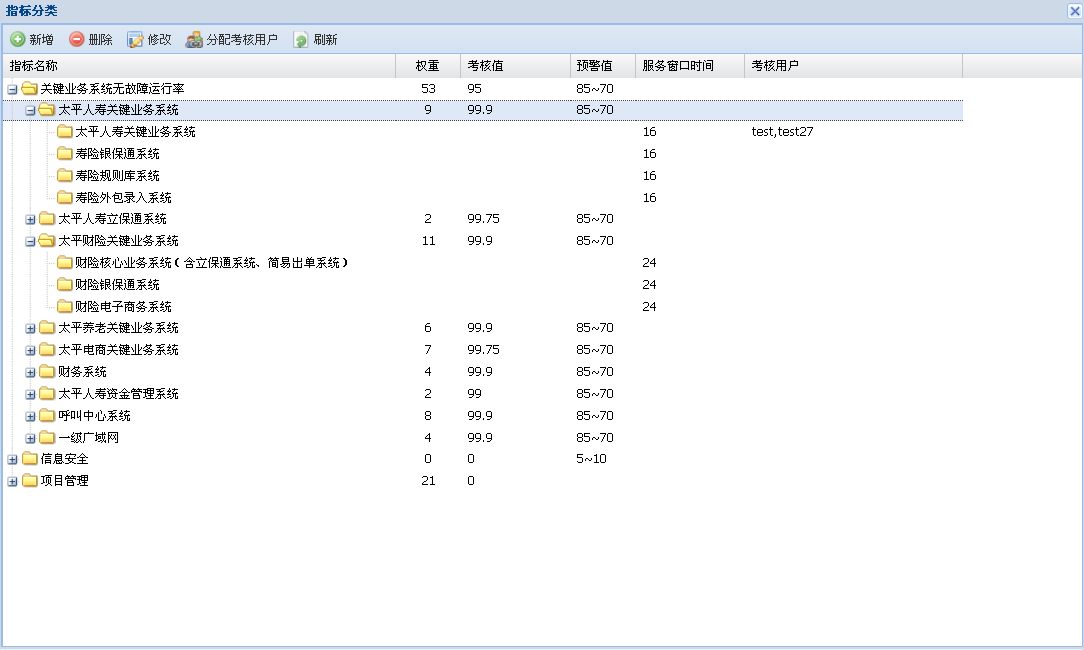 指标分类
新增 删除 修改 分配考核用户 刷新
指标名称 权重 考核值 预警值 服务窗口时间 考核用户
关键业务系统无故障运行率 53 95 85~70
太平人寿关键业务系统 9 99.9 85~70
太平人寿关键业务系统 16 test,test27
寿险银保通系统 16
寿险规则库系统 16
寿险外包录入系统 16
太平人寿立保通系统 2 99.75 85~70
太平财险关键业务系统 11 99.9 85~70
财险核心业务系统(含立保通系统、简易出单系统) 24
财险银保通系统 24
财险电子商务系统 24
太平养老关键业务系统 6 99.9 85~70
太平电商关键业务系统 7 99.75 85~70
财务系统 4 99.9 85~70
太平人寿资金管理系统 2 99 85~70
呼叫中心系统 8 99.9 85~70
一级广域网 4 99.9 85~70
信息安全 0 0 5~10
项目管理 21 0